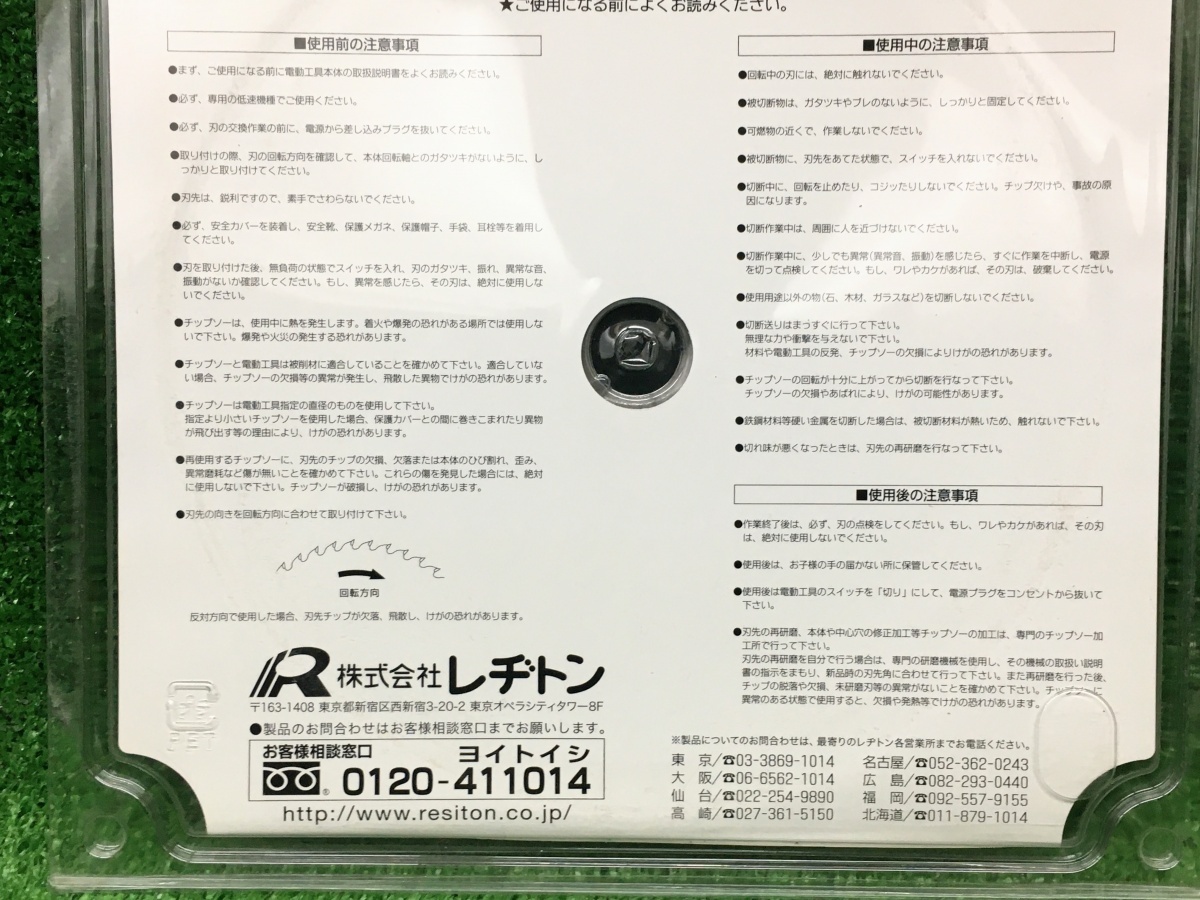 ★ご使用になる前によくお読みください。
■使用前の注意事項
●まず、ご使用になる前に電動工具本体の取扱説明書をよくお読みください。
●必ず、専用の低速機種でご使用ください。
●必ず、刃の交換作業の前に、電源から差し込みプラグを抜いてください。
●取り付けの際、刃の回転方向を確認して、本体回転軸とのガタツキがないように、し
っかりと取り付けてください。
●刃先は、鋭利ですので、素手でさわらないでください。
●必ず、安全カバーを装着し、安全靴、保護メガネ、保護帽子、手袋、耳栓等を着用し
てください。
●刃を取り付けた後、無負荷の状態でスイッチを入れ、刃のガタツキ、振れ、異常な音、
振動がないか確認してください。もし、異常を感じたら、その刃は、絶対に使用しな
いでください。
●チップソーは、使用中に熱を発生します。着火や爆発の恐れがある場所では使用しな
いで下さい。爆発や火災の発生する恐れがあります。
●チップソーと電動工具は被削材に適合していることを確かめて下さい。適合していな
い場合、チップソーの欠損等の異常が発生し、飛散した異物でけがの恐れがあります。
●チップソーは電動工具指定の直径のものを使用して下さい。
指定より小さいチップソーを使用した場合、保護カバーとの間に巻きこまれたり異物
が飛び出す等の理由により、けがの恐れがあります。
●再使用するチップソーに、刃先のチップの欠損、欠落または本体のひび割れ、歪み、
異常磨耗など傷が無いことを確かめて下さい。これらの傷を発見した場合には、絶対
に使用しないで下さい。チップソーが破損し、けがの恐れがあります。
●刃先の向きを回転方向に合わせて取り付けて下さい。
回転方向
反対方向で使用した場合、刃先チップが欠落、飛散し、けがの恐れがあります。
R 株式会社レヂトン
〒163-1408 東京都新宿区西新宿3-20-2 東京オペラシティタワー8F
●製品のお問合わせはお客様相談窓口までお願いします。
お客様相談窓口 ヨイトイシ
0120-411014
http://www.resiton.co.jp/
■使用中の注意事項
●回転中の刃には、絶対に触れないでください。
●被切断物は、ガタツキやブレのないように、しっかりと固定してください。
●可燃物の近くで、作業しないでください。
●被切断物に、刃先をあてた状態で、スイッチを入れないでください。
●切断中に、回転を止めたり、コジッたりしないでください。チップ欠けや、事故の原
因になります。
●切断作業中は、周囲に人を近づけないでください。
●切断作業中に、少しでも異常(異常音、振動)を感じたら、すぐに作業を中断し、電源
を切って点検してください。もし、ワレやカケがあれば、その刃は、破棄してください。
●使用用途以外の物(石、木材、ガラスなど)を切断しないでください。
●切断送りはまっすぐに行って下さい。
無理な力や衝撃を与えないで下さい。
材料や電動工具の反発、チップソーの欠損によりけがの恐れがあります。
●チップソーの回転が十分に上がってから切断を行なって下さい。
チップソーの欠損やあばれにより、けがの可能性があります。
●鉄鋼材料等硬い金属を切断した場合は、被切断材料が熱いため、触れないで下さい。
●切れ味が悪くなったときは、刃先の再研磨を行なって下さい。
■使用後の注意事項
●作業終了後は、必ず、刃の点検をしてください。もし、ワレやカケがあれば、その刃
は、絶対に使用しないでください。
●使用後は、お子様の手の届かない所に保管してください。
●使用後は電動工具のスイッチを「切り」にして、電源プラグをコンセントから抜いて
下さい。
●刃先の再研磨、本体や中心穴の修正加工等チップソーの加工は、専門のチップソー加
工所で行って下さい。
刃先の再研磨を自分で行う場合は、専門の研磨機械を使用し、その機械の取扱い説明
書の指示をまもり、新品時の刃先角に合わせて行って下さい。また再研磨を行った後、
チップの脱落や欠損、未研磨刃等の異常がないことを確かめて下さい。チップソーに
異常のある状態で使用すると、欠損や発熱等でけがの恐れがあります。
※製品についてのお問合わせは、最寄りのレヂトン各営業所までお電話ください。
東 京/☎03-3869-1014 名古屋/☎052-362-0243
大 阪/☎06-6562-1014 広 島/☎082-293-0440
仙 台/☎022-254-9890 福 岡/☎092-557-9155
高 崎/☎027-361-5150 北海道/☎011-879-1014